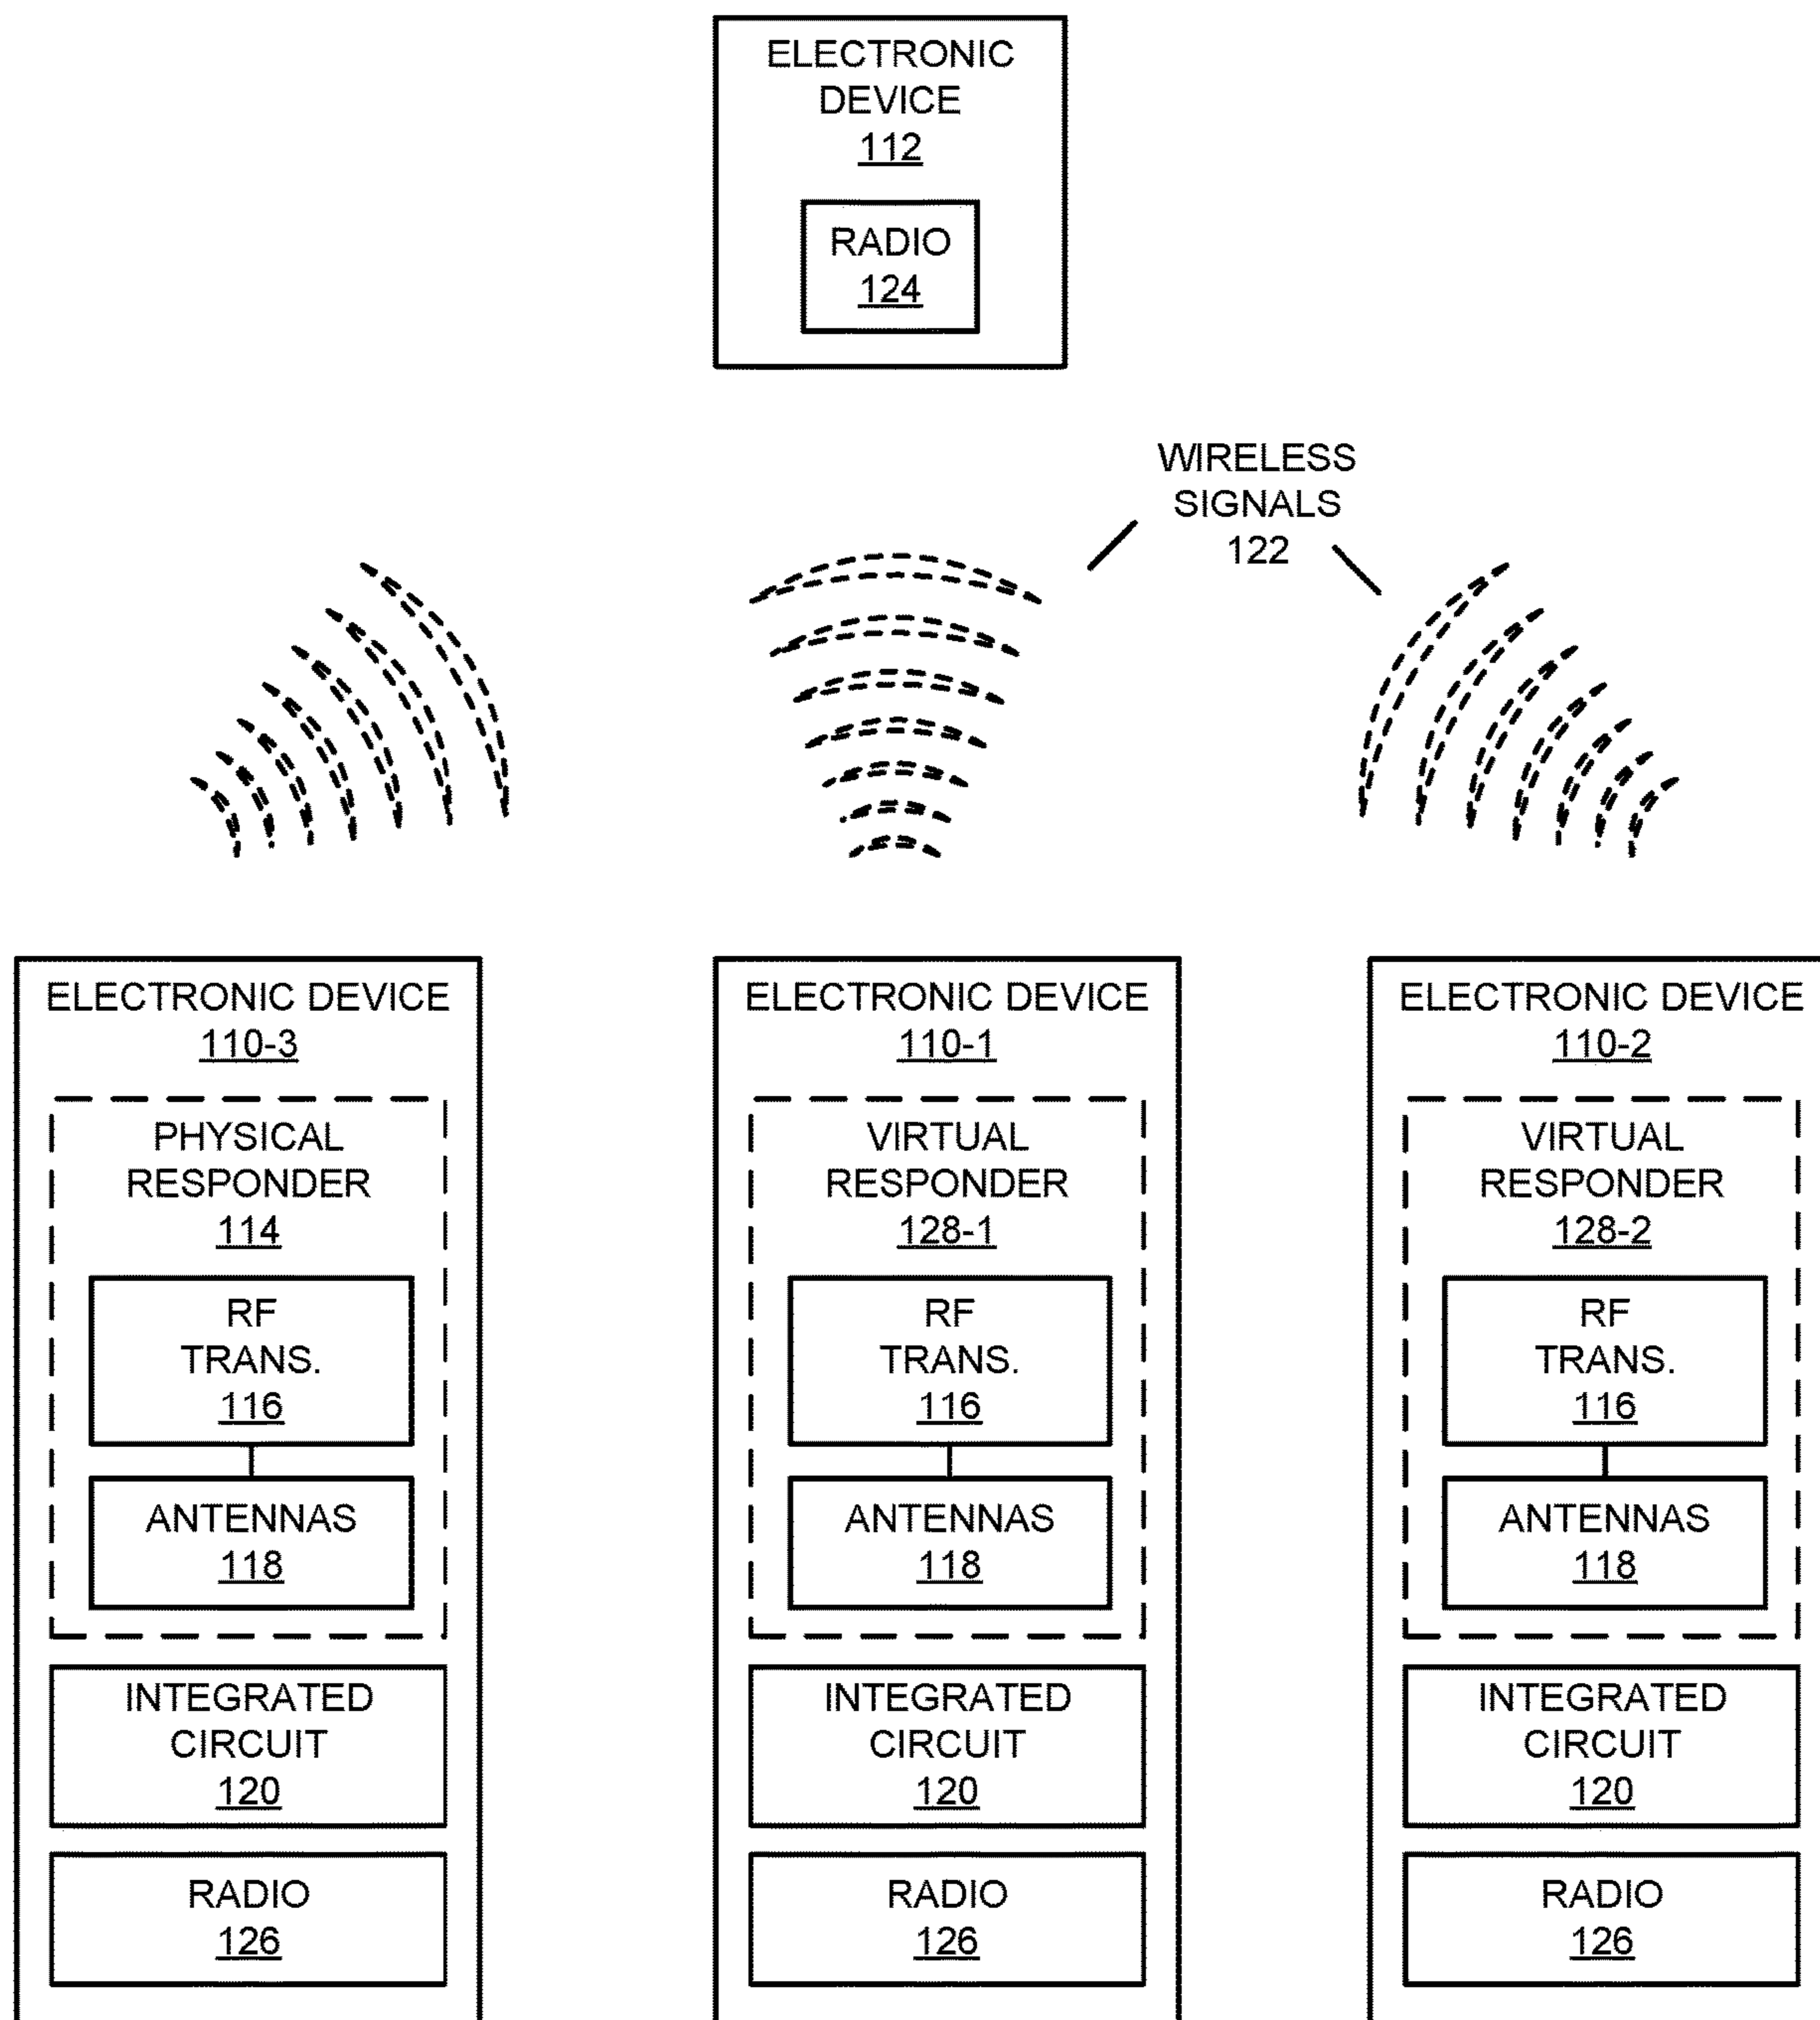 ELECTRONIC
DEVICE
112
RADIO
124
WIRELESS
SIGNALS
122
ELECTRONIC DEVICE
110-3
PHYSICAL
RESPONDER
114
RF
TRANS.
116
ANTENNAS
118
INTEGRATED
CIRCUIT
120
RADIO
126
ELECTRONIC DEVICE
110-1
VIRTUAL
RESPONDER
128-1
RF
TRANS.
116
ANTENNAS
118
INTEGRATED
CIRCUIT
120
RADIO
126
ELECTRONIC DEVICE
110-2
VIRTUAL
RESPONDER
128-2
RF
TRANS.
116
ANTENNAS
118
INTEGRATED
CIRCUIT
120
RADIO
126